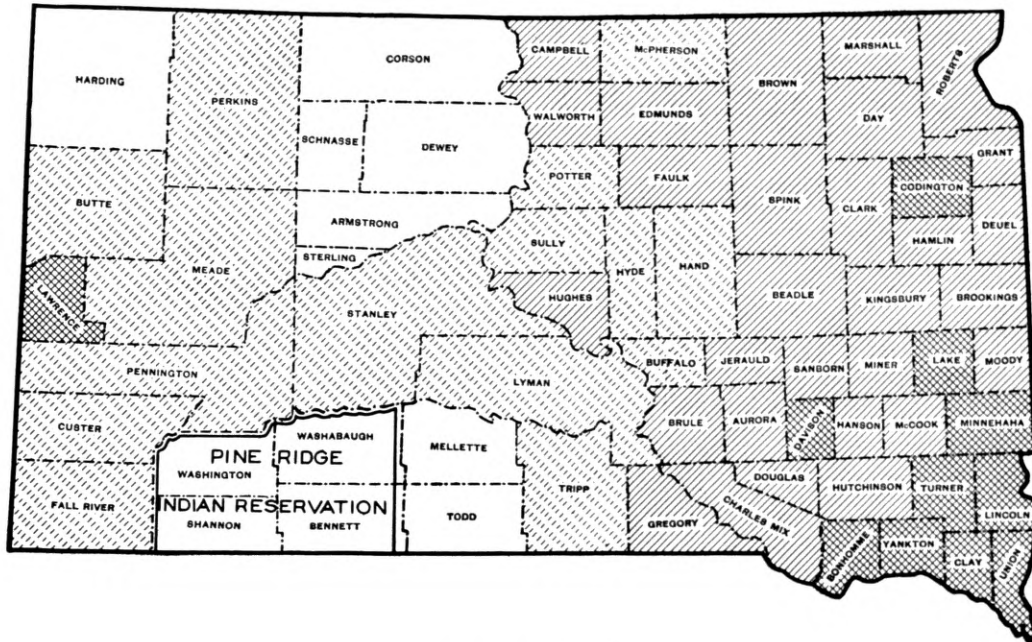 HARDING
PERKINS
CORSON
CAMPBELL
McPHERSON
BROWN
MARSHALL
ROBERTS
SCHNASSE
DEWEY
WALWORTH
EDMUNDS
DAY
GRANT
BUTTE
POTTER
FAULK
SPINK
CLARK
CODINGTON
DEUEL
ARMSTRONG
STERLING
MEADE
SULLY
HYDE
HAND
HAMLIN
LAWRENCE
STANLEY
HUGHES
BEADLE
KINGSBURY
BROOKINGS
PENNINGTON
LYMAN
BUFFALO
JERAULD
SANBORN
MINER
LAKE
MOODY
CUSTER
BRULE
AURORA
DAVISON
HANSON
McCOOK
MINNEHAHA
WASHABAUGH
MELLETTE
PINE RIDGE
WASHINGTON
INDIAN RESERVATION
SHANNON
BENNETT
TODD
FALL RIVER
TRIPP
GREGORY
CHARLES MIX
DOUGLAS
HUTCHINSON
TURNER
LINCOLN
BONHOMME
YANKTON
CLAY
UNION